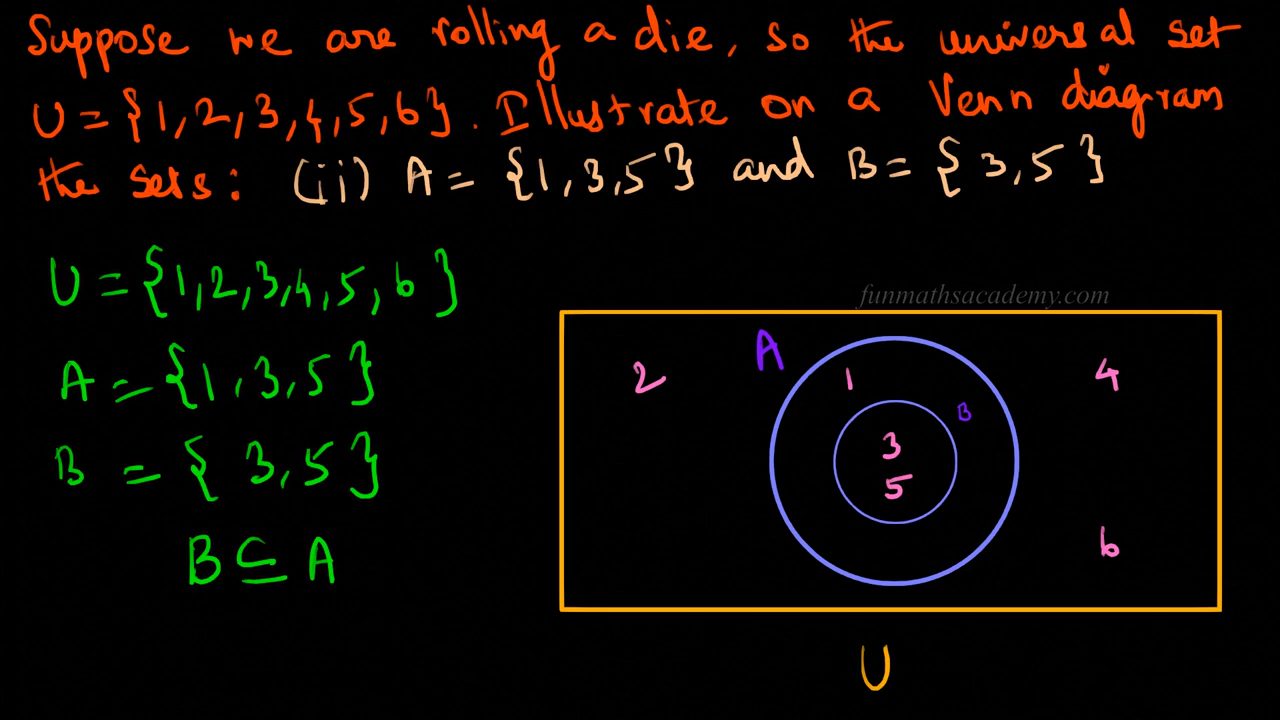 Suppose we are rolling a die, so the universal set
U = {1, 2, 3, 4, 5, 6}. Illustrate on a Venn diagram
the sets: (ii) A = {1, 3, 5} and B = { 3, 5 }
U = {1, 2, 3, 4, 5, 6 }
funmathsacademy.com
A = {1, 3, 5 }
B = { 3, 5 }
B ⊆ A
A
2
1
4
B
3
5
6
U